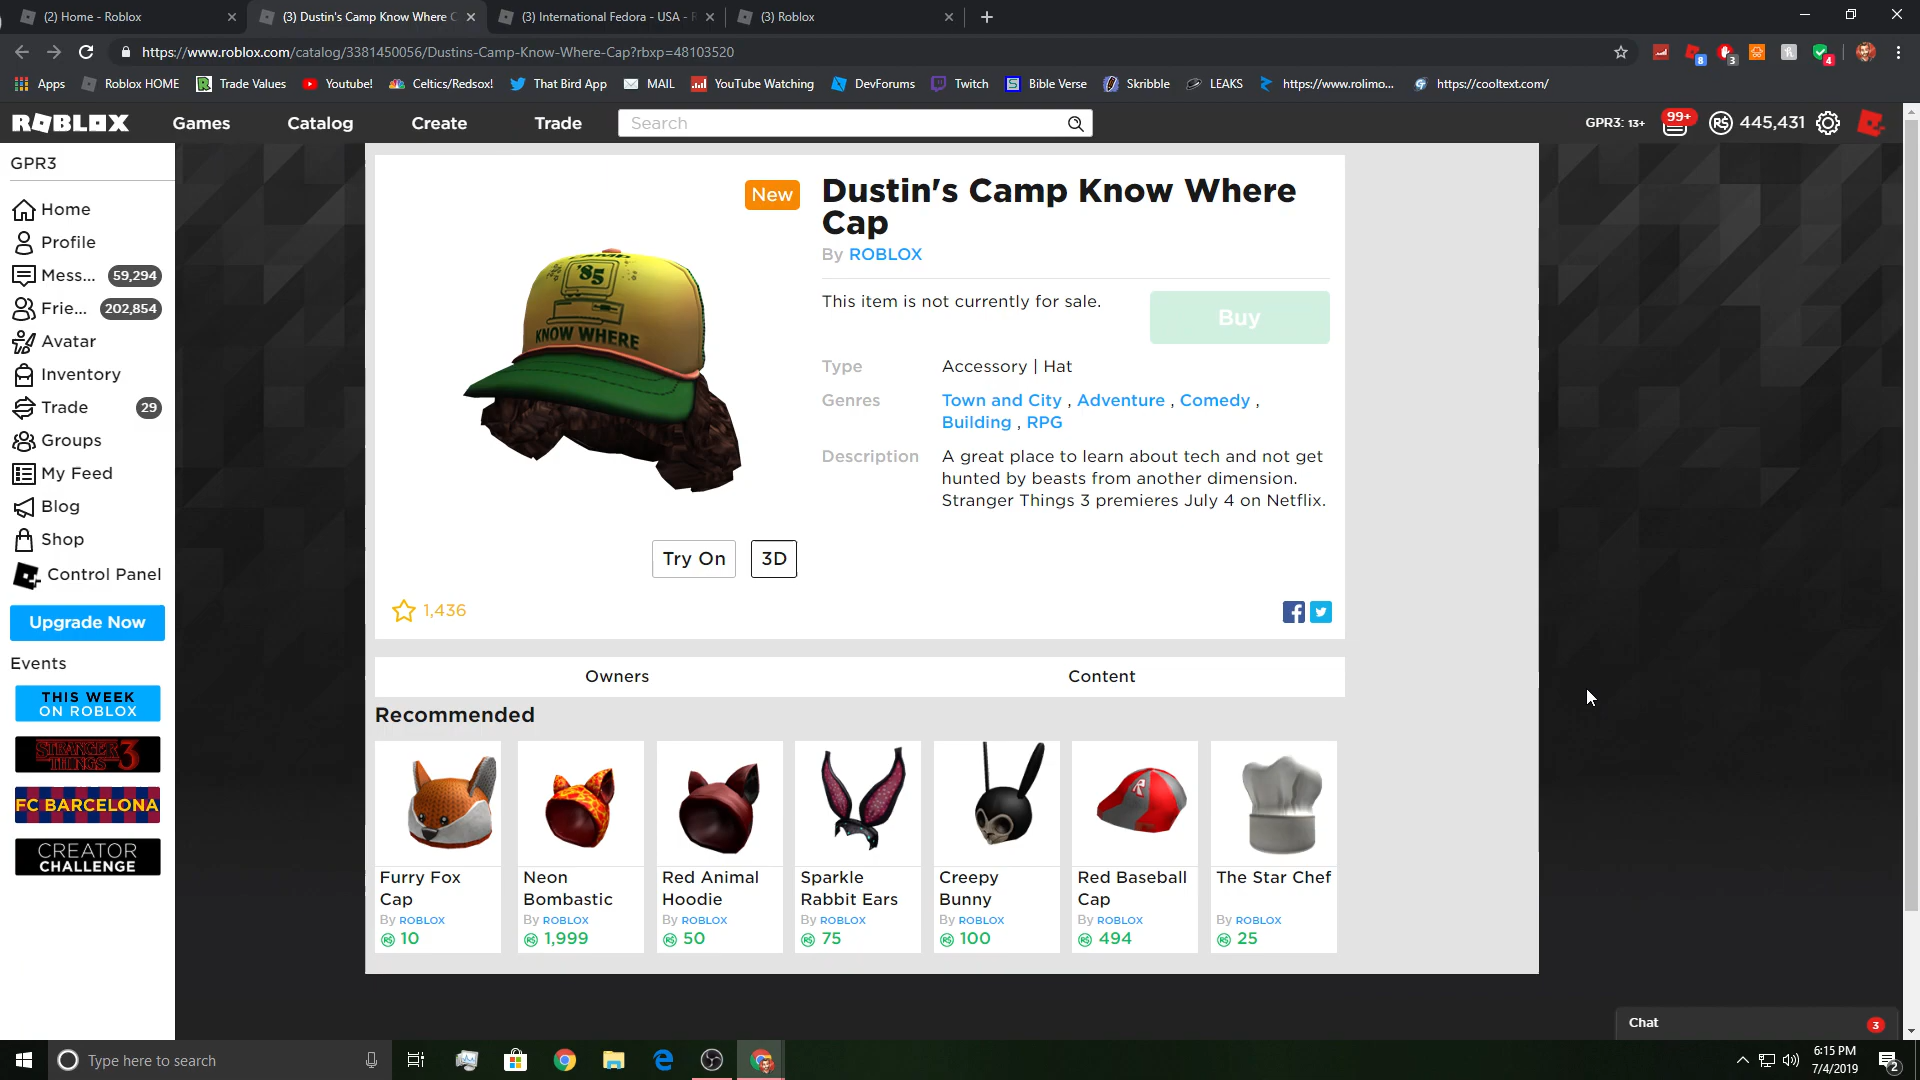 (2) Home - Roblox
(3) Dustin's Camp Know Where C
(3) International Fedora - USA - R
(3) Roblox
https://www.roblox.com/catalog/3381450056/Dustins-Camp-Know-Where-Cap?rbxp=48103520
8
3
4
Apps
Roblox HOME
Trade Values
Youtube!
Celtics/Redsox!
That Bird App
MAIL
YouTube Watching
DevForums
Twitch
Bible Verse
Skribble
LEAKS
https://www.rolimo...
https://cooltext.com/
ROBLOX
Games
Catalog
Create
Trade
Search
GPR3: 13+
99+
R$
445,431
GPR3
Home
Profile
Mess... 59,294
Frie... 202,854
Avatar
Inventory
Trade 29
Groups
My Feed
Blog
Shop
Control Panel
Upgrade Now
Events
THIS WEEK
ON ROBLOX
STRANGER
THINGS 3
FC BARCELONA
CREATOR
CHALLENGE
New
CAMP
'85
KNOW WHERE
Try On
3D
1,436
Dustin's Camp Know Where
Cap
By ROBLOX
This item is not currently for sale.
Buy
Type Accessory | Hat
Genres Town and City , Adventure , Comedy ,
Building , RPG
Description A great place to learn about tech and not get
hunted by beasts from another dimension.
Stranger Things 3 premieres July 4 on Netflix.
Owners
Content
Recommended
Furry Fox
Cap
By ROBLOX
R$ 10
Neon
Bombastic
By ROBLOX
R$ 1,999
Red Animal
Hoodie
By ROBLOX
R$ 50
Sparkle
Rabbit Ears
By ROBLOX
R$ 75
Creepy
Bunny
By ROBLOX
R$ 100
Red Baseball
Cap
By ROBLOX
R$ 494
The Star Chef
By ROBLOX
R$ 25
Chat
3
Type here to search
6:15 PM
7/4/2019
2